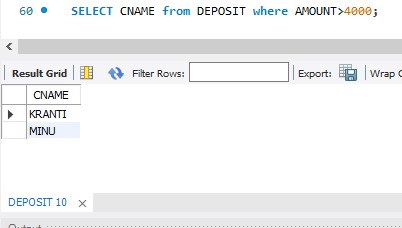 60 SELECT CNAME from DEPOSIT where AMOUNT>4000;
Result Grid Filter Rows: Export: Wrap
CNAME
KRANTI
MINU
DEPOSIT 10
Output